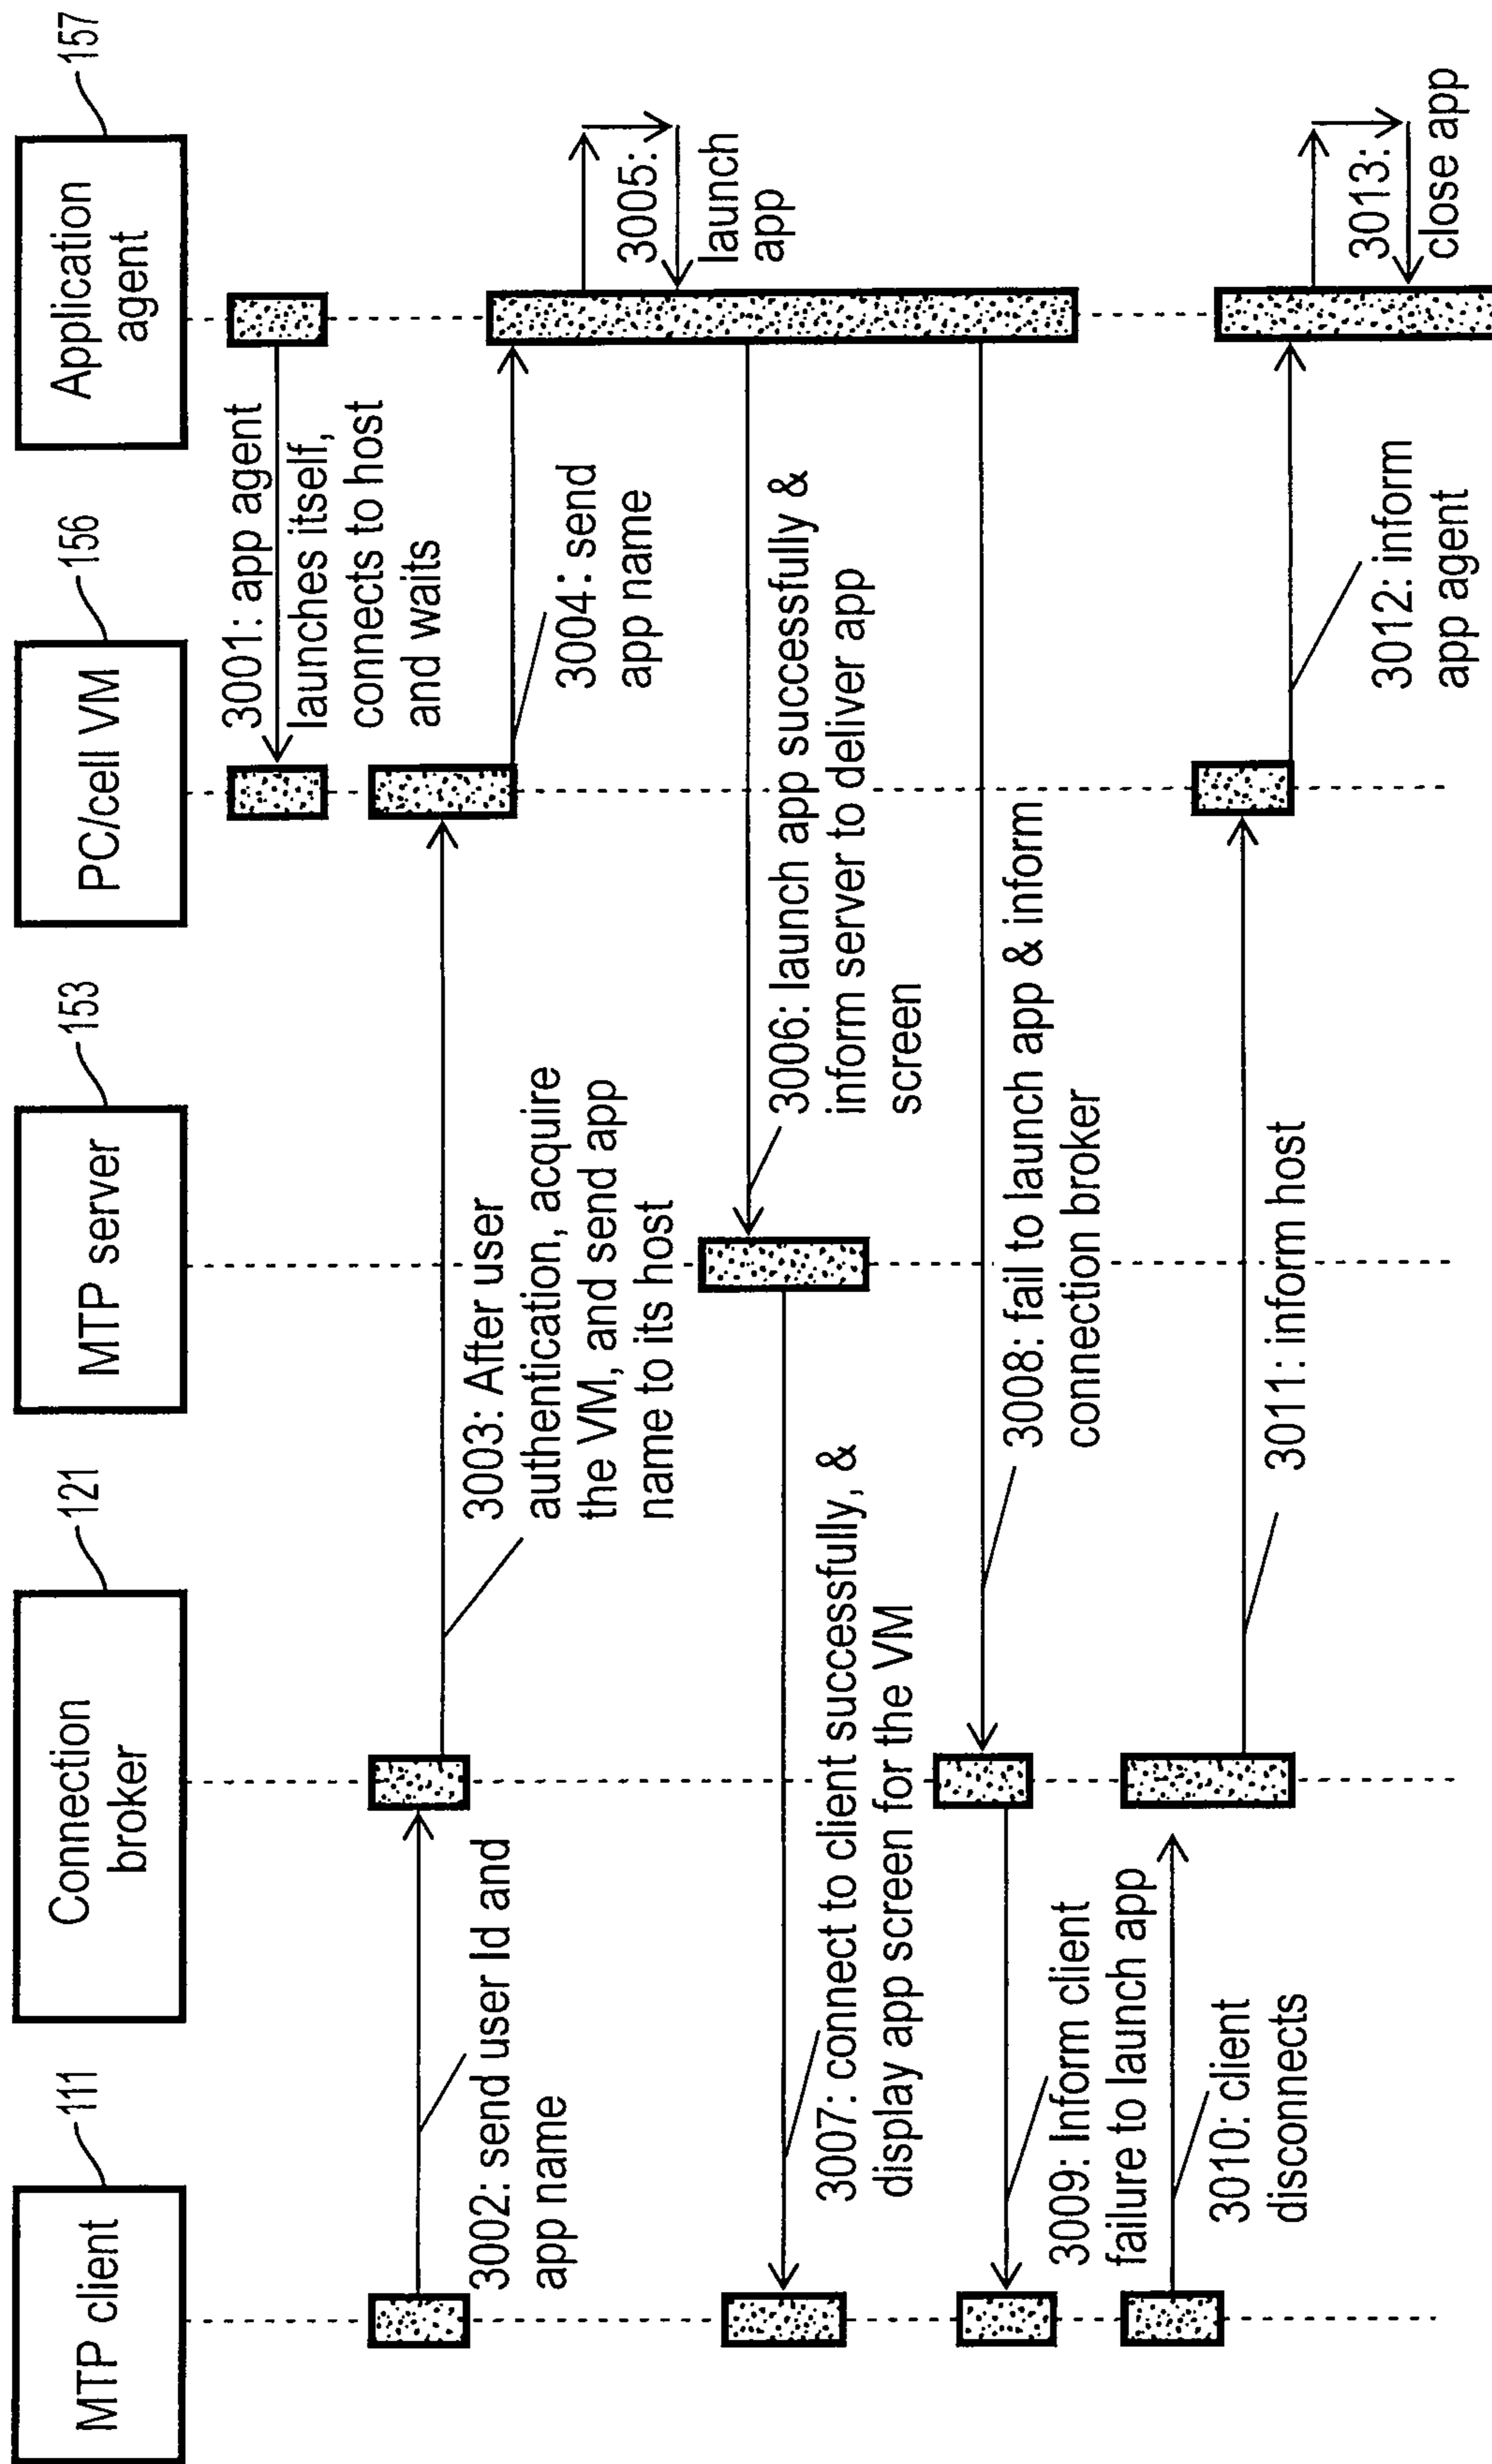 MTP client
111
Connection
broker
121
MTP server
153
PC/cell VM
156
Application
agent
157
3001: app agent
launches itself,
connects to host
and waits
3002: send user Id and
app name
3003: After user
authentication, acquire
the VM, and send app
name to its host
3004: send
app name
3005:
launch
app
3006: launch app successfully &
inform server to deliver app
screen
3007: connect to client successfully, &
display app screen for the VM
3008: fail to launch app & inform
connection broker
3009: Inform client
failure to launch app
3010: client
disconnects
3011: inform host
3012: inform
app agent
3013:
close app